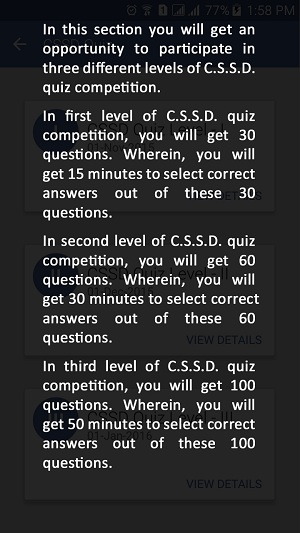 77% 1:58 PM
In this section you will get an
opportunity to participate in
three different levels of C.S.S.D.
quiz competition.
In first level of C.S.S.D. quiz
competition, you will get 30
questions. Wherein, you will
get 15 minutes to select correct
answers out of these 30
questions.
In second level of C.S.S.D. quiz
competition, you will get 60
questions. Wherein, you will
get 30 minutes to select correct
answers out of these 60
questions.
VIEW DETAILS
In third level of C.S.S.D. quiz
competition, you will get 100
questions. Wherein, you will
get 50 minutes to select correct
answers out of these 100
questions.
VIEW DETAILS